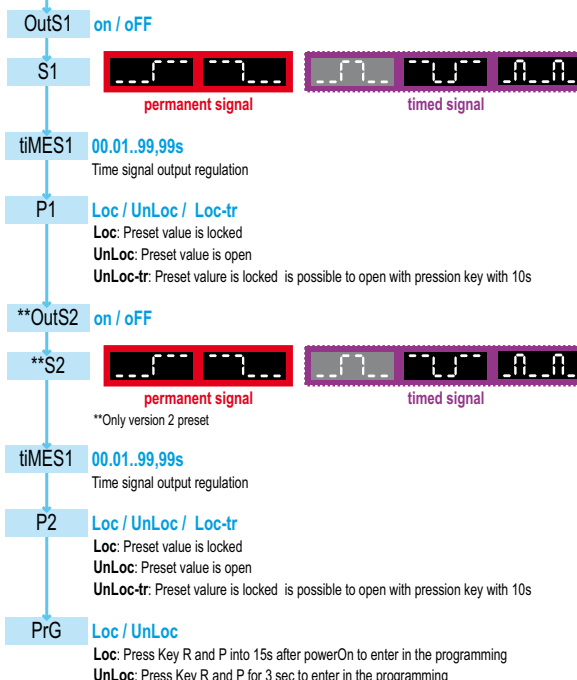 OutS1 on / oFF
S1
permanent signal timed signal
tiMES1 00.01..99,99s
Time signal output regulation
P1 Loc / UnLoc / Loc-tr
Loc: Preset value is locked
UnLoc: Preset value is open
UnLoc-tr: Preset valure is locked is possible to open with pression key with 10s
**OutS2 on / oFF
**S2
permanent signal timed signal
**Only version 2 preset
tiMES1 00.01..99,99s
Time signal output regulation
P2 Loc / UnLoc / Loc-tr
Loc: Preset value is locked
UnLoc: Preset value is open
UnLoc-tr: Preset valure is locked is possible to open with pression key with 10s
PrG Loc / UnLoc
Loc: Press Key R and P into 15s after powerOn to enter in the programming
UnLoc: Press Key R and P for 3 sec to enter in the programming